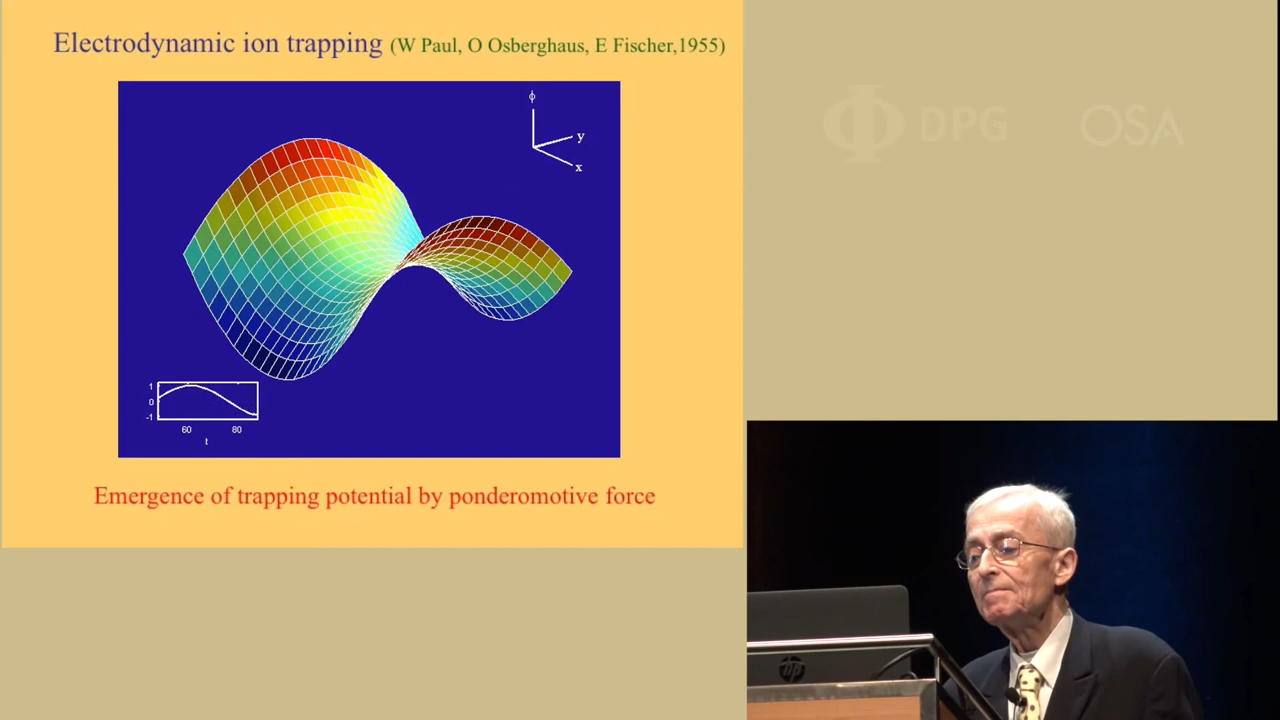 Electrodynamic ion trapping (W Paul, O Osberghaus, E Fischer,1955)
ϕ
y
x
1
0
-1
60 80
t
Emergence of trapping potential by ponderomotive force
DPG
OSA
hp